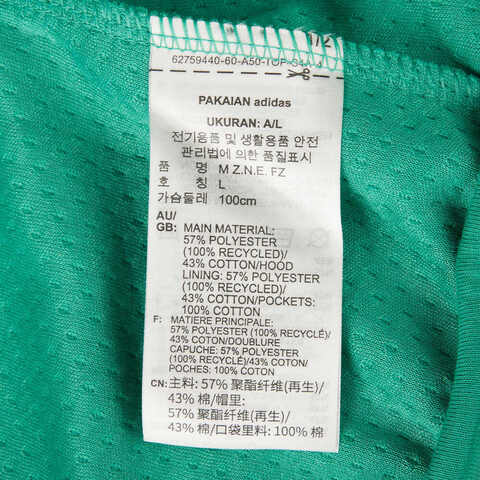 1/2
62759440-60-A50-TOP
PAKAIAN adidas
UKURAN: A/L
전기용품 및 생활용품 안전
관리법에 의한 품질표시
품 명 M Z.N.E. FZ
호 칭 L
가슴둘레 100cm
AU/
GB: MAIN MATERIAL:
57% POLYESTER
(100% RECYCLED)/
43% COTTON/HOOD
LINING: 57% POLYESTER
(100% RECYCLED)/
43% COTTON/POCKETS:
100% COTTON
F: MATIERE PRINCIPALE:
57% POLYESTER (100% RECYCLÉ)/
43% COTON/DOUBLURE
CAPUCHE: 57% POLYESTER
(100% RECYCLÉ)/43% COTON/
POCHES: 100% COTON
CN: 主料: 57% 聚酯纤维(再生)/
43% 棉/帽里:
57% 聚酯纤维(再生)/
43% 棉/口袋里料: 100% 棉